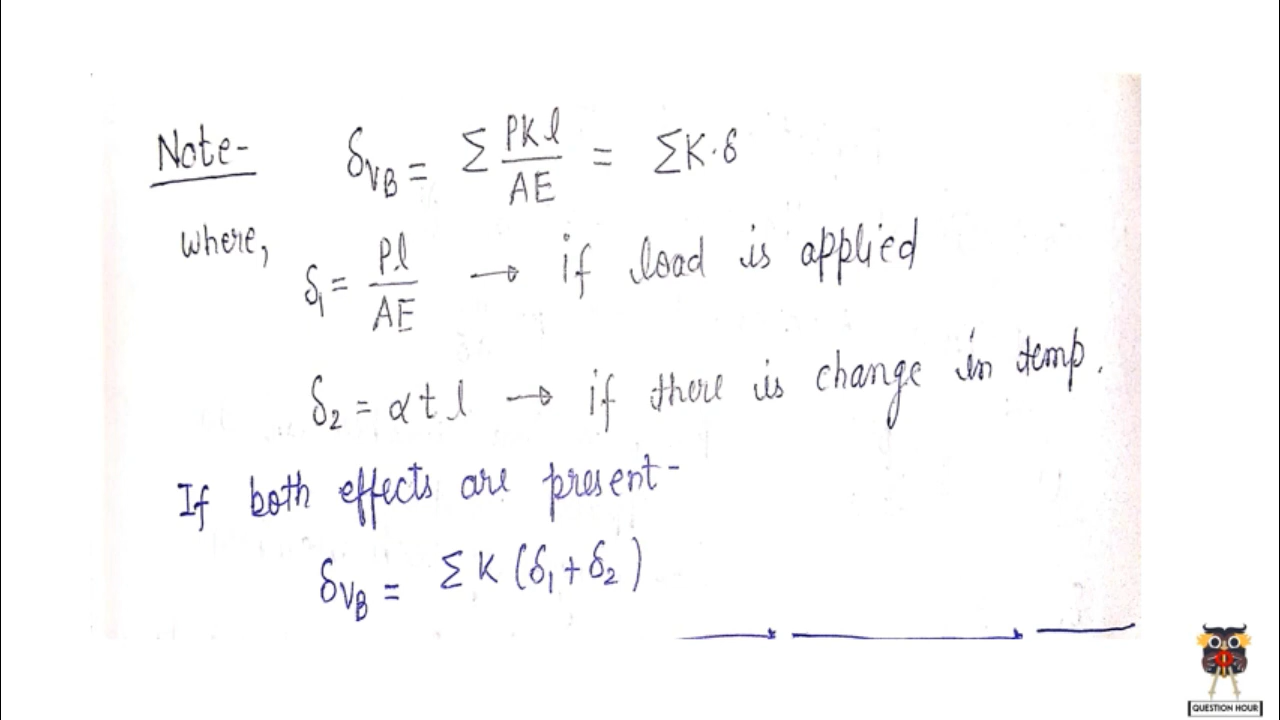 Note- δVB = Σ PKl/AE = ΣK·δ
where,
δ1 = Pl/AE → if load is applied
δ2 = αtl → if there is change in temp.
If both effects are present-
δVB = ΣK(δ1+δ2)
QUESTION HOUR